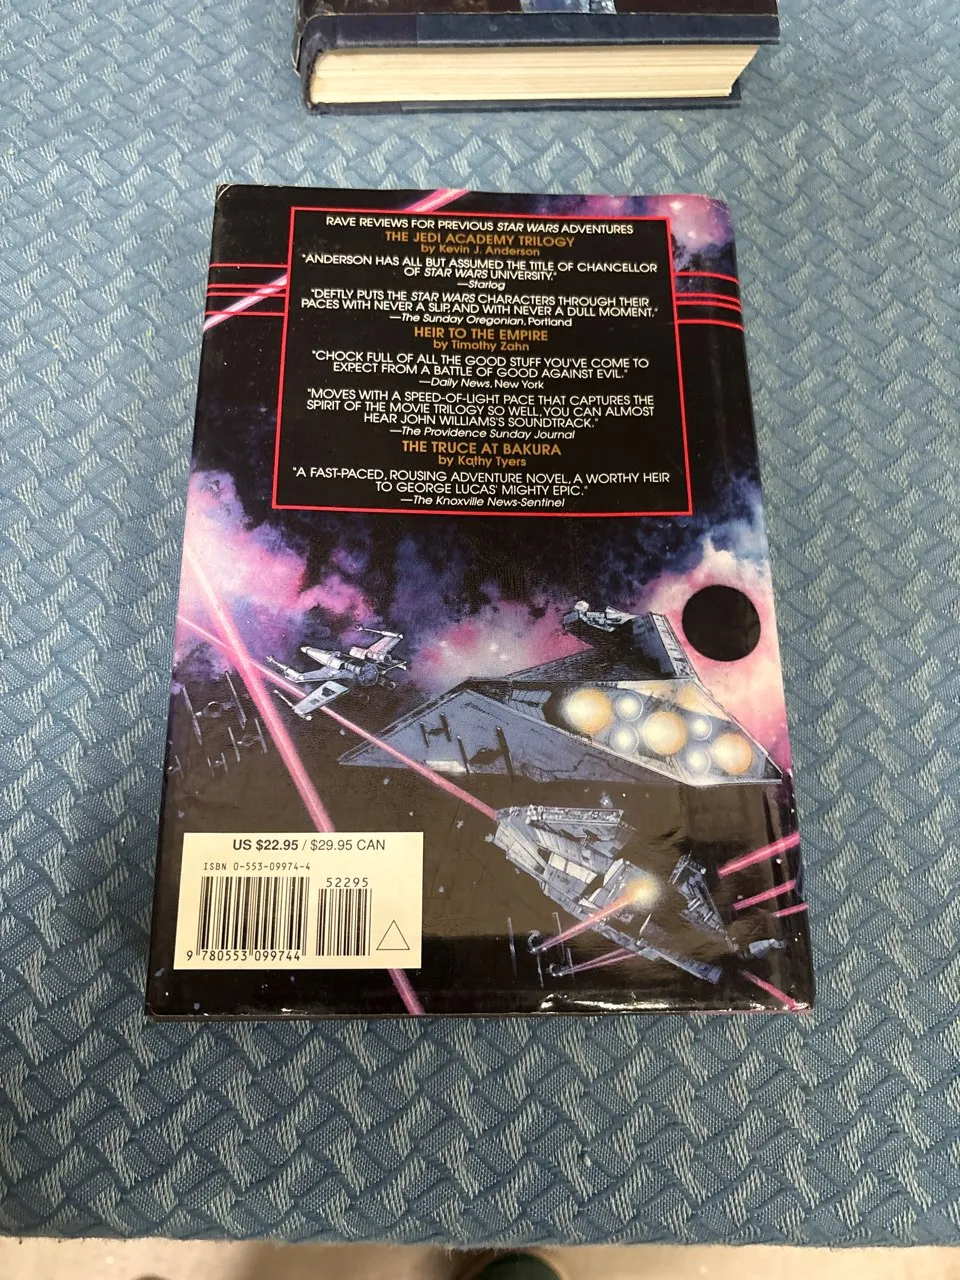 RAVE REVIEWS FOR PREVIOUS STAR WARS ADVENTURES
THE JEDI ACADEMY TRILOGY
by Kevin J. Anderson
"ANDERSON HAS ALL BUT ASSUMED THE TITLE OF CHANCELLOR
OF STAR WARS UNIVERSITY."
—Starlog
"DEFTLY PUTS THE STAR WARS CHARACTERS THROUGH THEIR
PACES WITH NEVER A SLIP, AND WITH NEVER A DULL MOMENT."
—The Sunday Oregonian, Portland
HEIR TO THE EMPIRE
by Timothy Zahn
"CHOCK FULL OF ALL THE GOOD STUFF YOU'VE COME TO
EXPECT FROM A BATTLE OF GOOD AGAINST EVIL."
—Daily News, New York
"MOVES WITH A SPEED-OF-LIGHT PACE THAT CAPTURES THE
SPIRIT OF THE MOVIE TRILOGY SO WELL, YOU CAN ALMOST
HEAR JOHN WILLIAMS'S SOUNDTRACK."
—The Providence Sunday Journal
THE TRUCE AT BAKURA
by Kathy Tyers
"A FAST-PACED, ROUSING ADVENTURE NOVEL, A WORTHY HEIR
TO GEORGE LUCAS' MIGHTY EPIC."
—The Knoxville News-Sentinel
US $22.95 / $29.95 CAN
ISBN 0-553-09974-4
52295
9 780553 099744